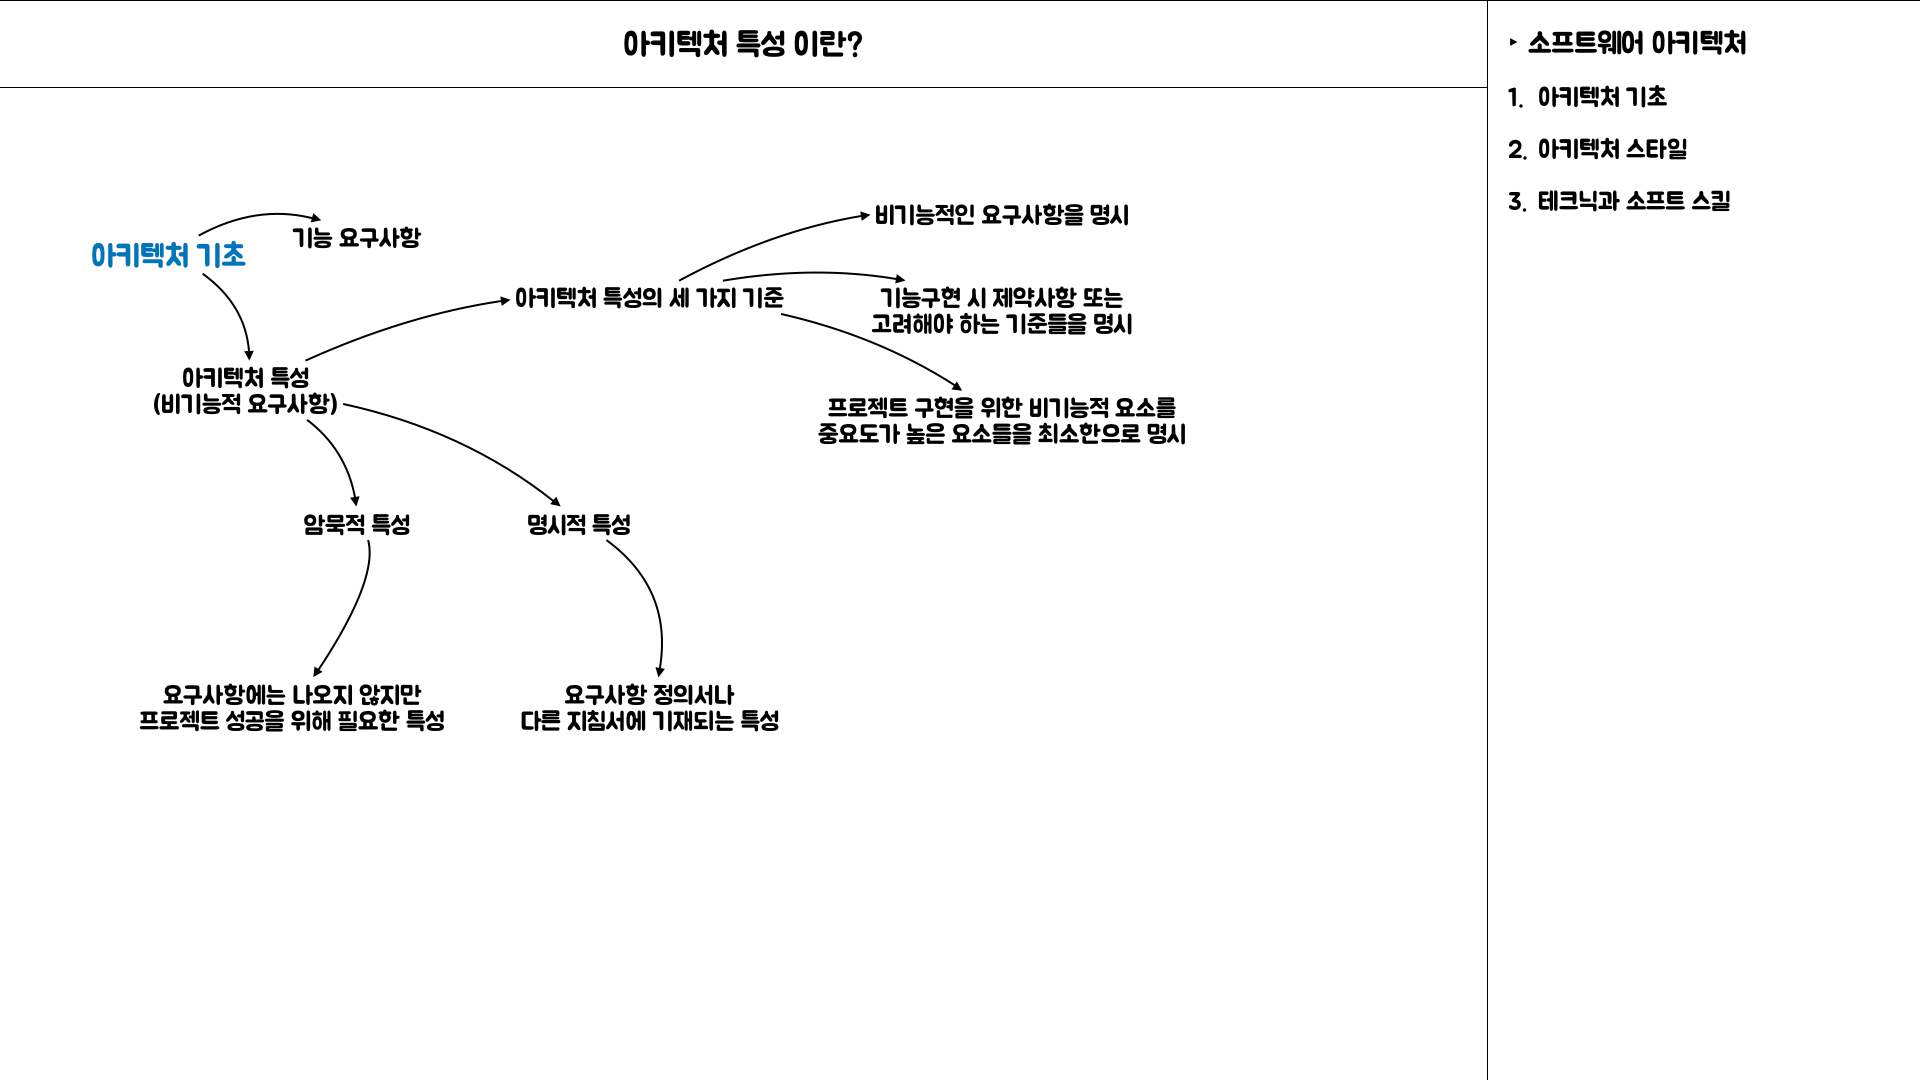 아키텍처 특성 이란?
▸ 소프트웨어 아키텍처
1. 아키텍처 기초
2. 아키텍처 스타일
3. 테크닉과 소프트 스킬
아키텍처 기초
기능 요구사항
아키텍처 특성
(비기능적 요구사항)
아키텍처 특성의 세 가지 기준
비기능적인 요구사항을 명시
기능구현 시 제약사항 또는
고려해야 하는 기준들을 명시
프로젝트 구현을 위한 비기능적 요소를
중요도가 높은 요소들을 최소한으로 명시
암묵적 특성
명시적 특성
요구사항에는 나오지 않지만
프로젝트 성공을 위해 필요한 특성
요구사항 정의서나
다른 지침서에 기재되는 특성